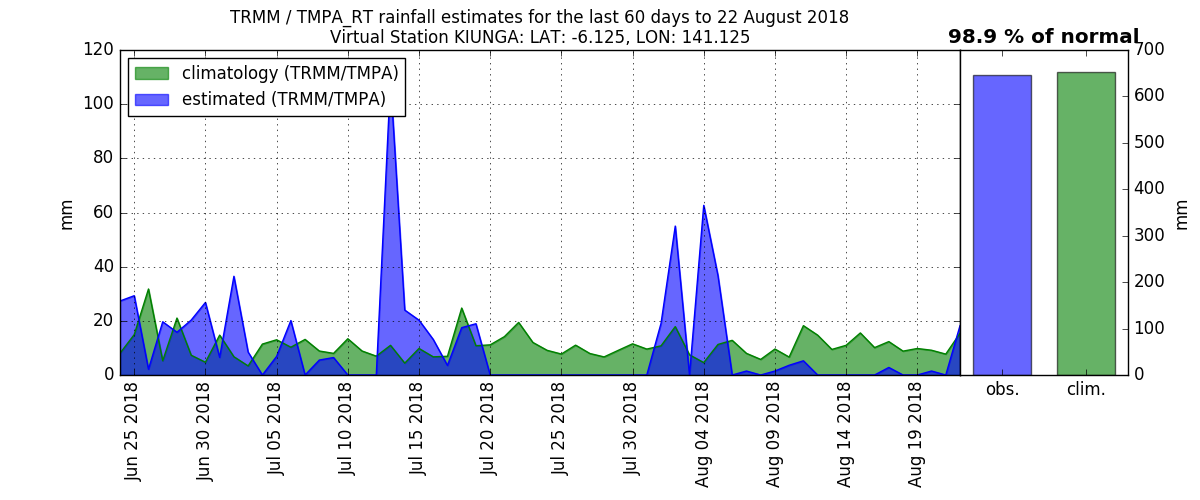 TRMM / TMPA_RT rainfall estimates for the last 60 days to 22 August 2018
Virtual Station KIUNGA: LAT: -6.125, LON: 141.125
98.9 % of normal
climatology (TRMM/TMPA)
estimated (TRMM/TMPA)
120
100
80
60
40
20
0
mm
700
600
500
400
300
200
100
0
mm
Jun 25 2018
Jun 30 2018
Jul 05 2018
Jul 10 2018
Jul 15 2018
Jul 20 2018
Jul 25 2018
Jul 30 2018
Aug 04 2018
Aug 09 2018
Aug 14 2018
Aug 19 2018
obs.
clim.